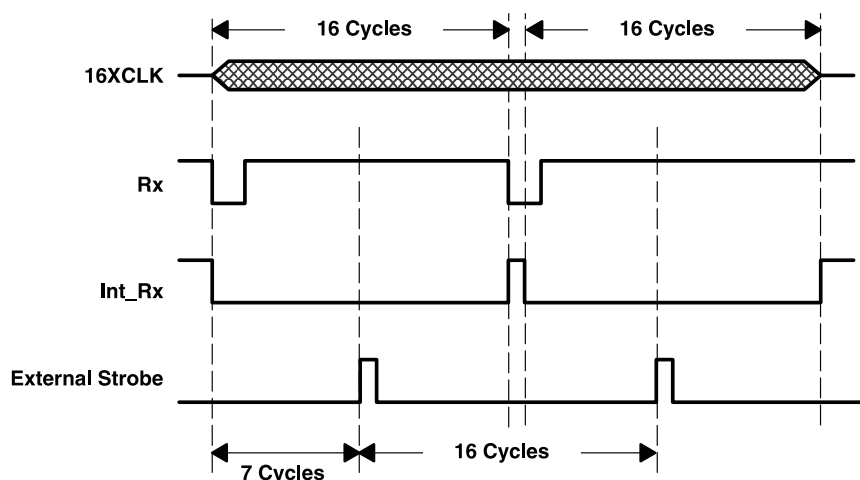 16 Cycles 16 Cycles
16XCLK
Rx
Int_Rx
External Strobe
16 Cycles
7 Cycles